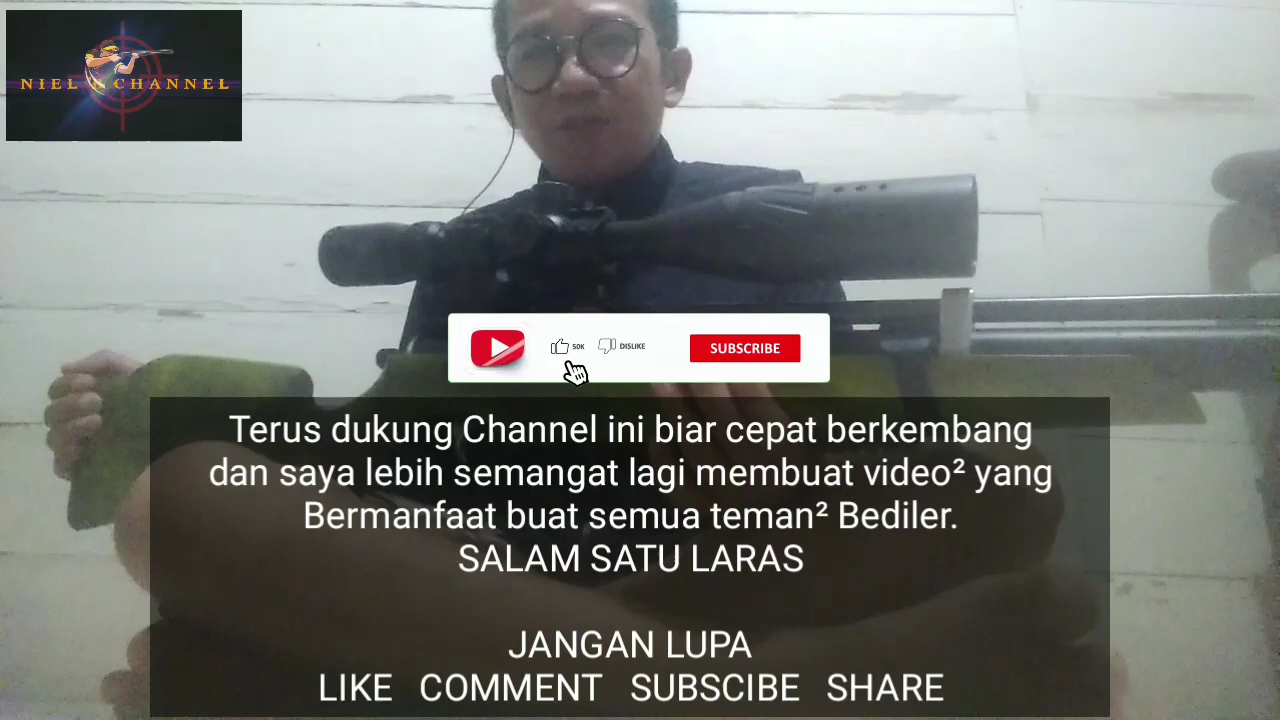 NIEL N CHANNEL
50K
DISLIKE
SUBSCRIBE
Terus dukung Channel ini biar cepat berkembang
dan saya lebih semangat lagi membuat video² yang
Bermanfaat buat semua teman² Bediler.
SALAM SATU LARAS
JANGAN LUPA
LIKE COMMENT SUBSCIBE SHARE